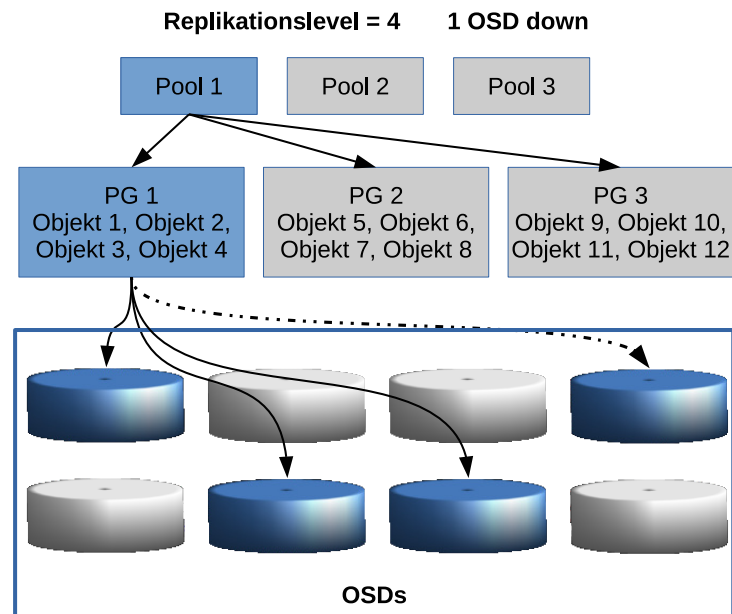 Replikationslevel = 4 1 OSD down
Pool 1
Pool 2
Pool 3
PG 1
Objekt 1, Objekt 2,
Objekt 3, Objekt 4
PG 2
Objekt 5, Objekt 6,
Objekt 7, Objekt 8
PG 3
Objekt 9, Objekt 10,
Objekt 11, Objekt 12
OSDs